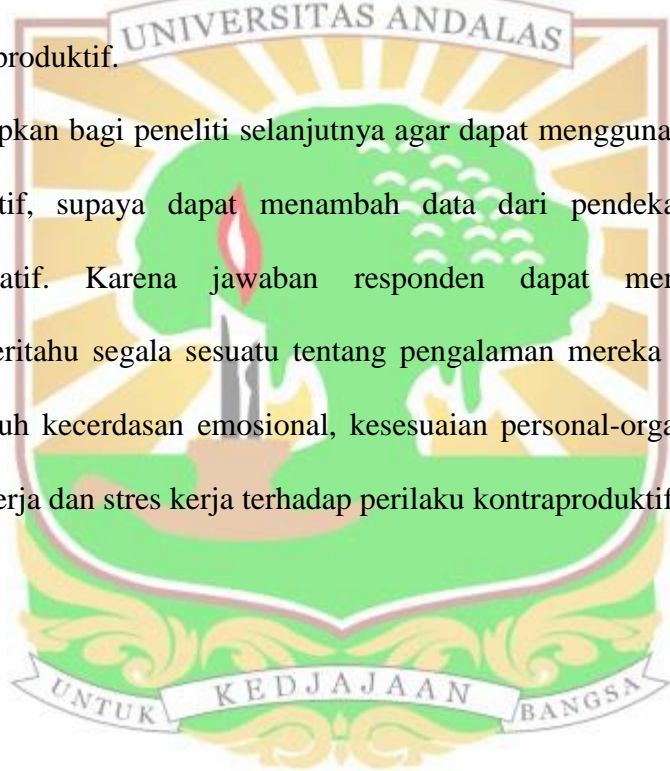 UNIVERSITAS ANDALAS
produktif.
pkan bagi peneliti selanjutnya agar dapat mengguna
tif, supaya dapat menambah data dari pendeka
atif. Karena jawaban responden dapat mer
eritahu segala sesuatu tentang pengalaman mereka
uh kecerdasan emosional, kesesuaian personal-orga
erja dan stres kerja terhadap perilaku kontraproduktif
UNTUK KEDJAJAAN BANGSA